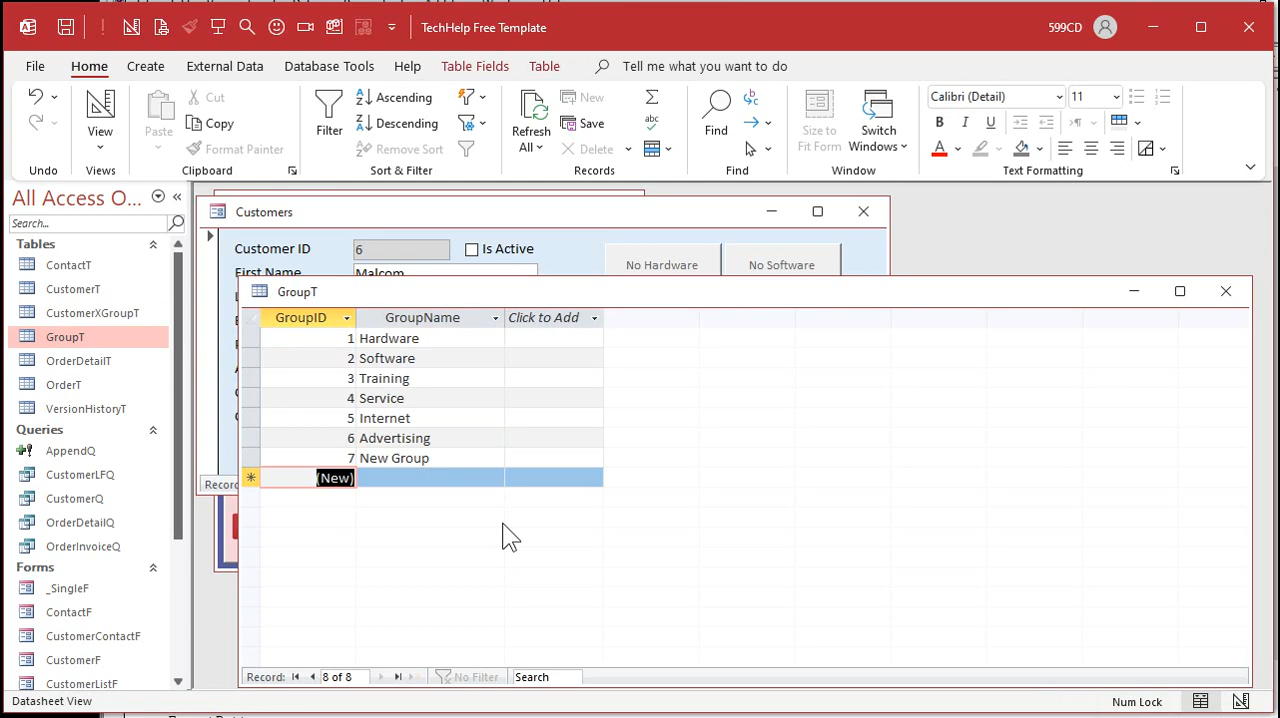 TechHelp Free Template
599CD
File Home Create External Data Database Tools Help Table Fields Table Tell me what you want to do
Cut
Copy
Format Painter
Paste
View
Filter
Ascending
Descending
Remove Sort
Refresh All
New
Save
Delete
Find
Size to Fit Form
Switch Windows
Calibri (Detail) 11
B I U
A
Undo Views Clipboard Sort & Filter Records Find Window Text Formatting
All Access O...
Search...
Tables
ContactT
CustomerT
CustomerXGroupT
GroupT
OrderDetailT
OrderT
VersionHistoryT
Queries
AppendQ
CustomerLFQ
CustomerQ
OrderDetailQ
OrderInvoiceQ
Forms
_SingleF
ContactF
CustomerContactF
CustomerF
CustomerListF
Customers
Customer ID 6 Is Active
No Hardware No Software
First Name Malcom
GroupT
GroupID GroupName Click to Add
1 Hardware
2 Software
3 Training
4 Service
5 Internet
6 Advertising
7 New Group
(New)
Record: 8 of 8 No Filter Search
Datasheet View
Num Lock